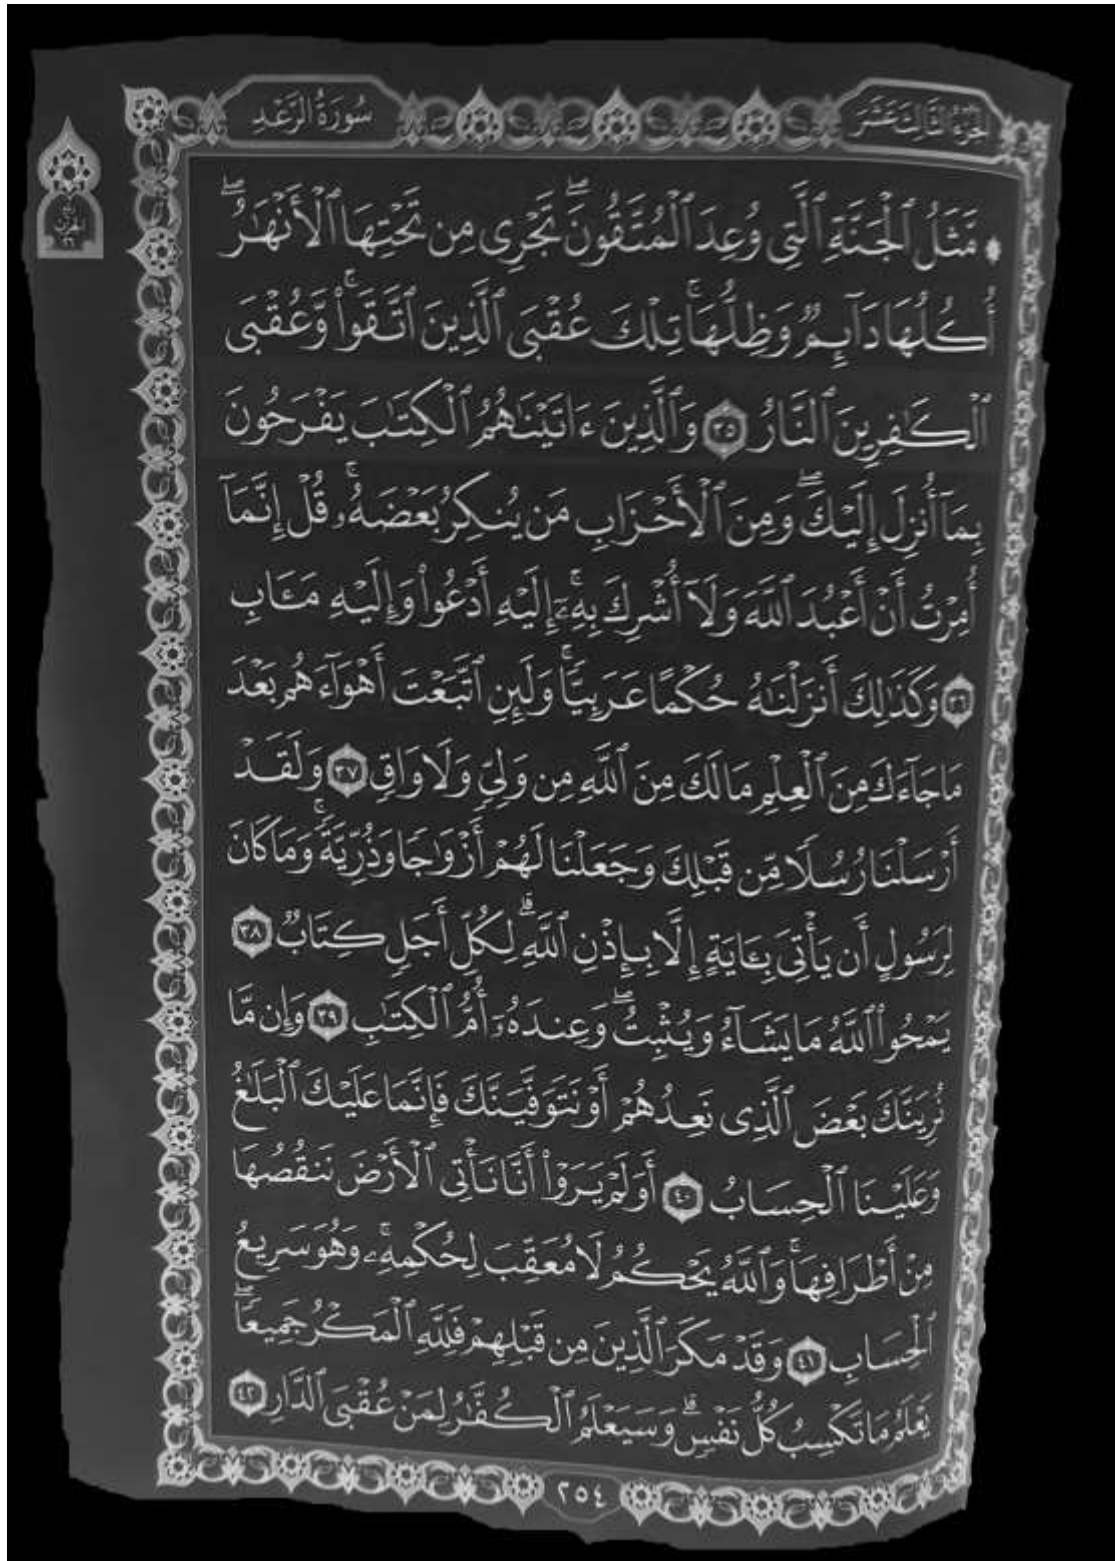 الجزء الثالث عشر
سورة الرعد
۞ مَّثَلُ ٱلْجَنَّةِ ٱلَّتِى وُعِدَ ٱلْمُتَّقُونَۖ تَجْرِى مِن تَحْتِهَا ٱلْأَنْهَٰرُۖ
أُكُلُهَا دَآئِمٌ وَظِلُّهَاۚ تِلْكَ عُقْبَى ٱلَّذِينَ ٱتَّقَوا۟ۚ وَّعُقْبَى
ٱلْكَٰفِرِينَ ٱلنَّارُ ٣٥ وَٱلَّذِينَ ءَاتَيْنَٰهُمُ ٱلْكِتَٰبَ يَفْرَحُونَ
بِمَآ أُنزِلَ إِلَيْكَۖ وَمِنَ ٱلْأَحْزَابِ مَن يُنكِرُ بَعْضَهُۥۚ قُلْ إِنَّمَآ
أُمِرْتُ أَنْ أَعْبُدَ ٱللَّهَ وَلَآ أُشْرِكَ بِهِۦٓۚ إِلَيْهِ أَدْعُوا۟ وَإِلَيْهِ مَـَٔابِ
٣٦ وَكَذَٰلِكَ أَنزَلْنَٰهُ حُكْمًا عَرَبِيًّاۚ وَلَئِنِ ٱتَّبَعْتَ أَهْوَآءَهُم بَعْدَ
مَا جَآءَكَ مِنَ ٱلْعِلْمِ مَا لَكَ مِنَ ٱللَّهِ مِن وَلِىٍّ وَلَا وَاقٍ ٣٧ وَلَقَدْ
أَرْسَلْنَا رُسُلًا مِّن قَبْلِكَ وَجَعَلْنَا لَهُمْ أَزْوَٰجًا وَذُرِّيَّةًۚ وَمَا كَانَ
لِرَسُولٍ أَن يَأْتِىَ بِـَٔايَةٍ إِلَّا بِإِذْنِ ٱللَّهِۗ لِكُلِّ أَجَلٍ كِتَابٌ ٣٨
يَمْحُوا۟ ٱللَّهُ مَا يَشَآءُ وَيُثْبِتُۖ وَعِندَهُۥٓ أُمُّ ٱلْكِتَٰبِ ٣٩ وَإِن مَّا
نُرِيَنَّكَ بَعْضَ ٱلَّذِى نَعِدُهُمْ أَوْ نَتَوَفَّيَنَّكَ فَإِنَّمَا عَلَيْكَ ٱلْبَلَٰغُ
وَعَلَيْنَا ٱلْحِسَابُ ٤٠ أَوَلَمْ يَرَوْا۟ أَنَّا نَأْتِى ٱلْأَرْضَ نَنقُصُهَا
مِنْ أَطْرَافِهَاۚ وَٱللَّهُ يَحْكُمُ لَا مُعَقِّبَ لِحُكْمِهِۦۚ وَهُوَ سَرِيعُ
ٱلْحِسَابِ ٤١ وَقَدْ مَكَرَ ٱلَّذِينَ مِن قَبْلِهِمْ فَلِلَّهِ ٱلْمَكْرُ جَمِيعًاۖ
يَعْلَمُ مَا تَكْسِبُ كُلُّ نَفْسٍۗ وَسَيَعْلَمُ ٱلْكُفَّٰرُ لِمَنْ عُقْبَى ٱلدَّارِ ٤٢
٢٥٤